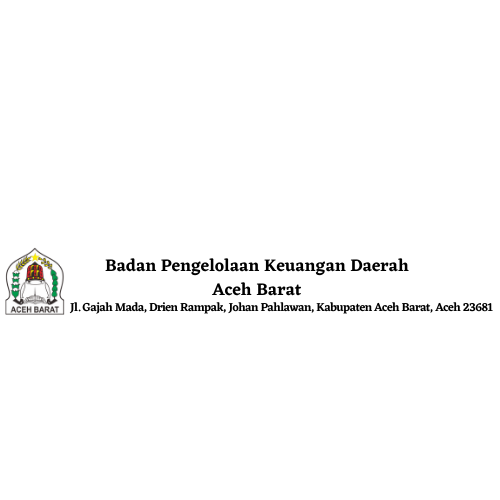 Badan Pengelolaan Keuangan Daerah
Aceh Barat
ACEH BARAT
Jl. Gajah Mada, Drien Rampak, Johan Pahlawan, Kabupaten Aceh Barat, Aceh 23681